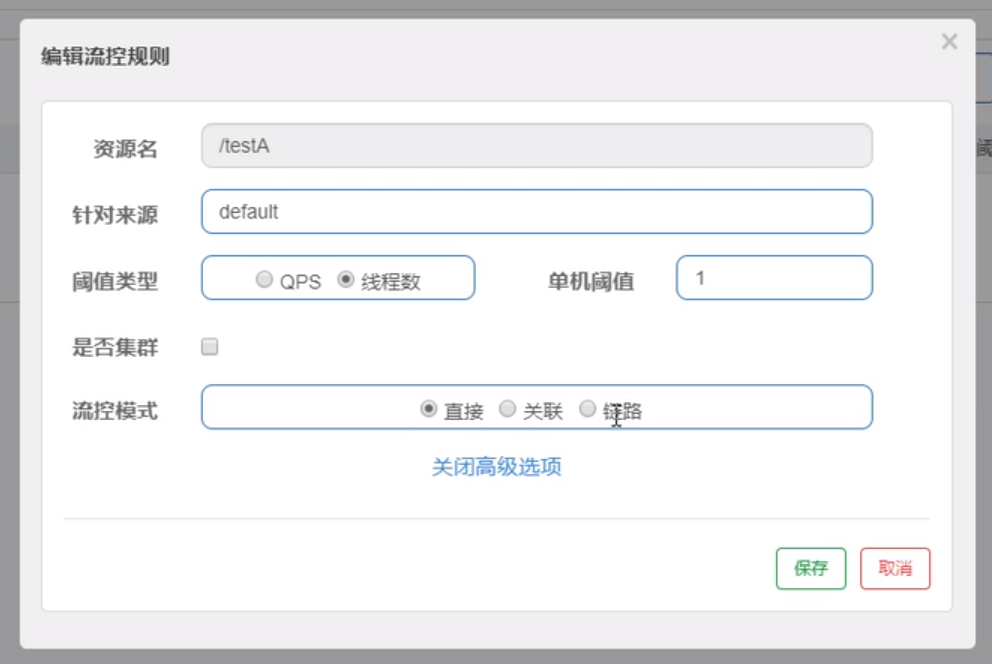 编辑流控规则 ×
资源名 /testA
针对来源 default
阈值类型 QPS 线程数 单机阈值 1
是否集群
流控模式 直接 关联 链路
关闭高级选项
保存 取消